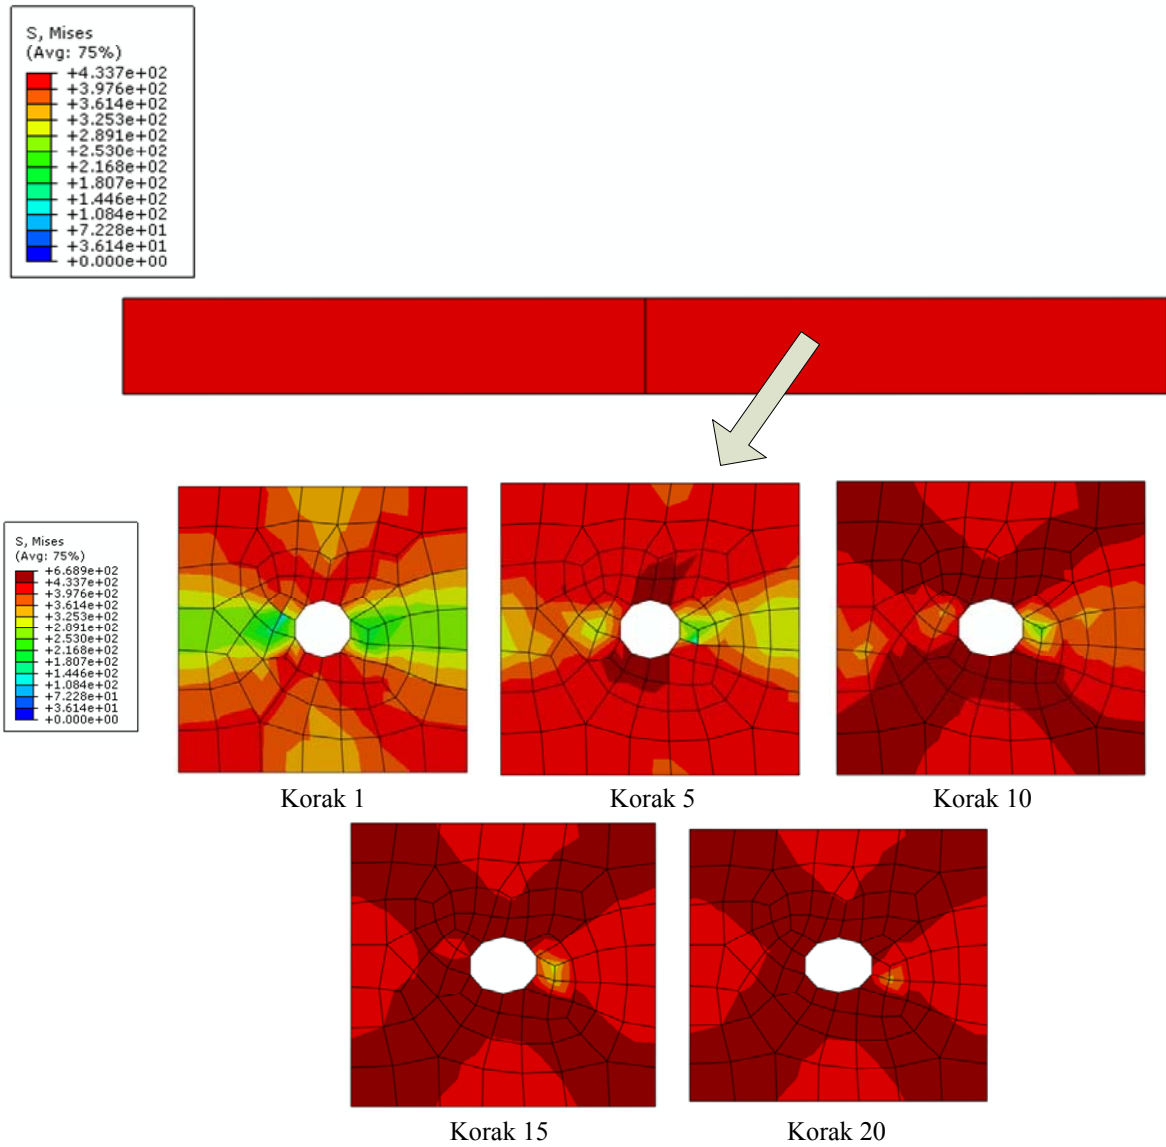 S, Mises
(Avg: 75%)
+4.337e+02
+3.976e+02
+3.614e+02
+3.253e+02
+2.891e+02
+2.530e+02
+2.168e+02
+1.807e+02
+1.446e+02
+1.084e+02
+7.228e+01
+3.614e+01
+0.000e+00
S, Mises
(Avg: 75%)
+6.689e+02
+4.337e+02
+3.976e+02
+3.614e+02
+3.253e+02
+2.091e+02
+2.530e+02
+2.168e+02
+1.807e+02
+1.446e+02
+1.084e+02
+7.228e+01
+3.614e+01
+0.000e+00
Korak 1
Korak 5
Korak 10
Korak 15
Korak 20